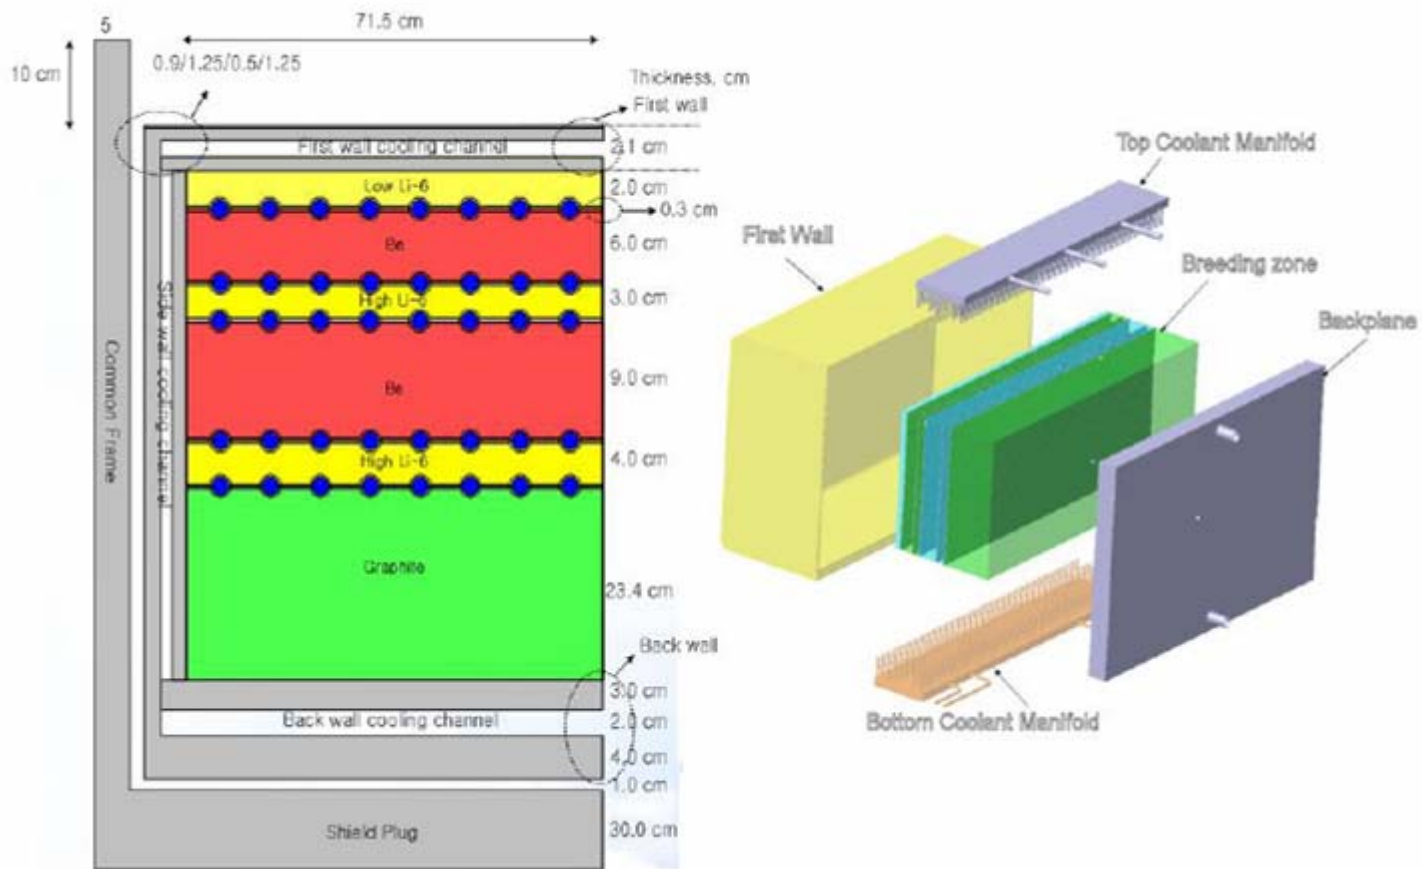 5
71.5 cm
10 cm
0.9/1.25/0.5/1.25
Thickness, cm
First wall
First wall cooling channel
2.1 cm
Low Li-6
2.0 cm
0.3 cm
Be
6.0 cm
High Li-6
3.0 cm
Side wall cooling channel
Common Frame
Be
9.0 cm
High Li-6
4.0 cm
Graphite
23.4 cm
Back wall
3.0 cm
Back wall cooling channel
2.0 cm
4.0 cm
1.0 cm
Shield Plug
30.0 cm
Top Coolant Manifold
First Wall
Breeding zone
Backplane
Bottom Coolant Manifold